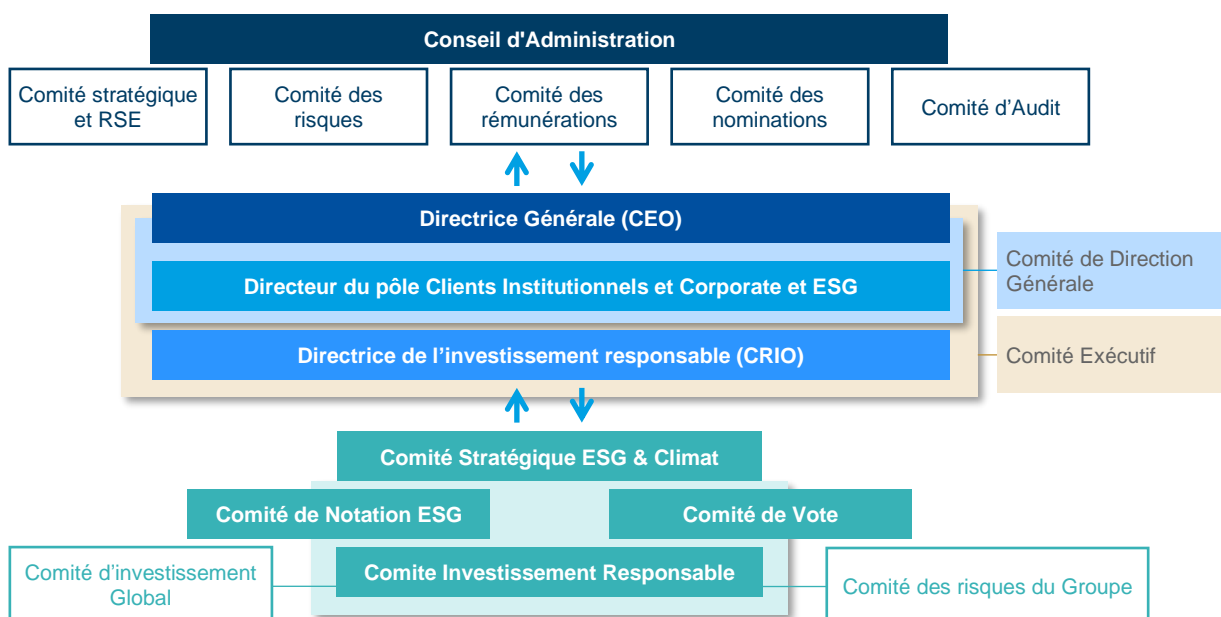 Conseil d'Administration
Comité stratégique
et RSE
Comité des
risques
Comité des
rémunérations
Comité des
nominations
Comité d’Audit
Directrice Générale (CEO)
Directeur du pôle Clients Institutionnels et Corporate et ESG
Comité de Direction
Générale
Directrice de l’investissement responsable (CRIO)
Comité Exécutif
Comité Stratégique ESG & Climat
Comité de Notation ESG
Comité de Vote
Comité d’investissement
Global
Comite Investissement Responsable
Comité des risques du Groupe